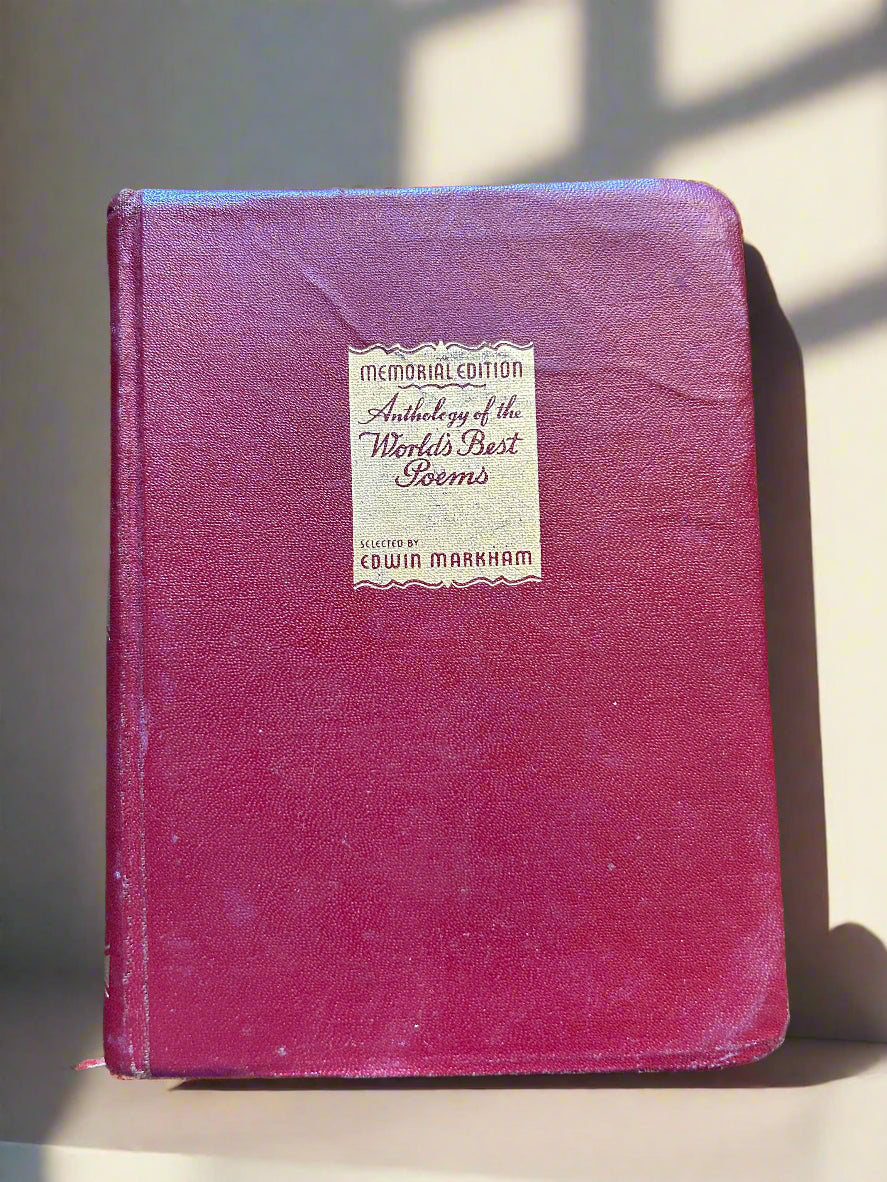 MEMORIAL EDITION
Anthology of the
World's Best
Poems
SELECTED BY
EDWIN MARKHAM